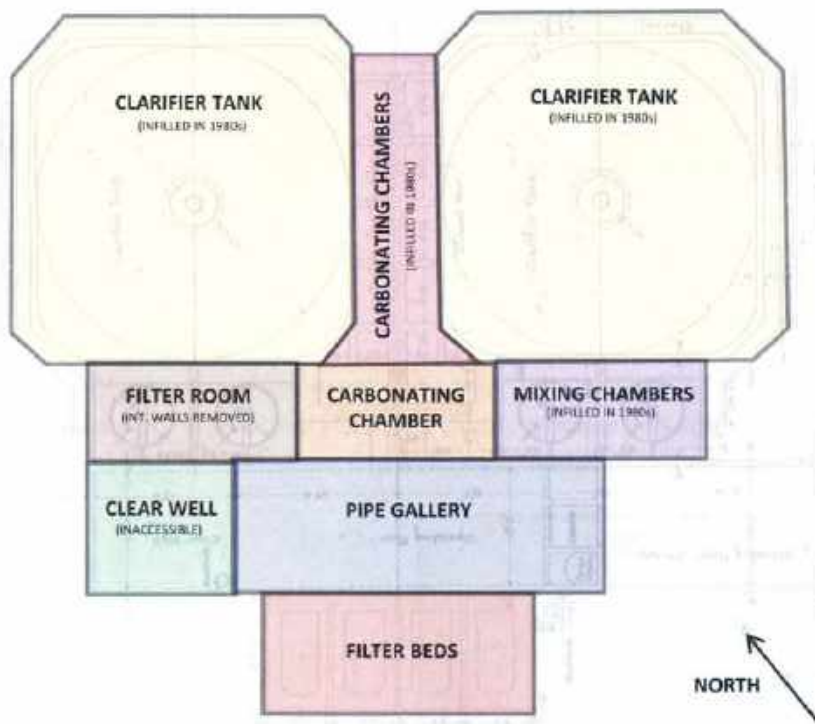 CLARIFIER TANK
(INFILLED IN 1980s)
CLARIFIER TANK
(INFILLED IN 1980s)
CARBONATING CHAMBERS
(INFILLED IN 1980s)
FILTER ROOM
(INT. WALLS REMOVED)
CARBONATING
CHAMBER
MIXING CHAMBERS
(INFILLED IN 1980s)
CLEAR WELL
(INACCESSIBLE)
PIPE GALLERY
FILTER BEDS
NORTH